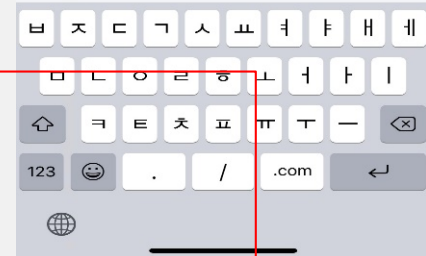 ㅂ ㅈ ㄷ ㄱ ㅅ ㅛ ㅕ ㅑ ㅐ ㅔ
ㅁ ㄴ ㅇ ㄹ ㅎ ㅗ ㅓ ㅏ ㅣ
ㅋ ㅌ ㅊ ㅍ ㅠ ㅜ ㅡ
123 . / .com